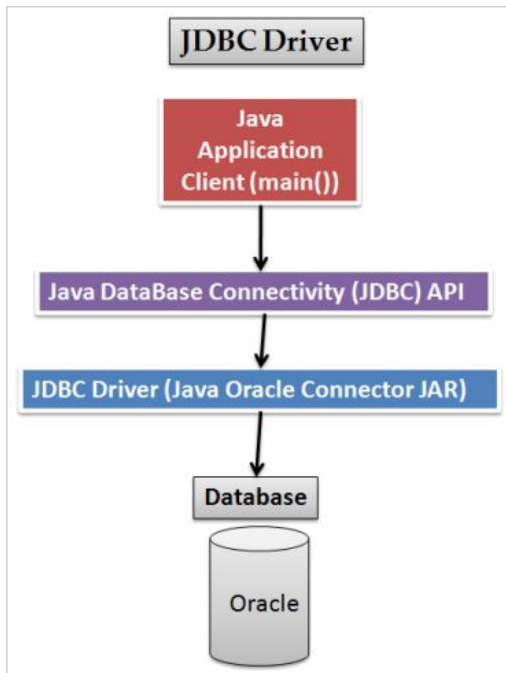 JDBC Driver
Java
Application
Client (main())
Java DataBase Connectivity (JDBC) API
JDBC Driver (Java Oracle Connector JAR)
Database
Oracle